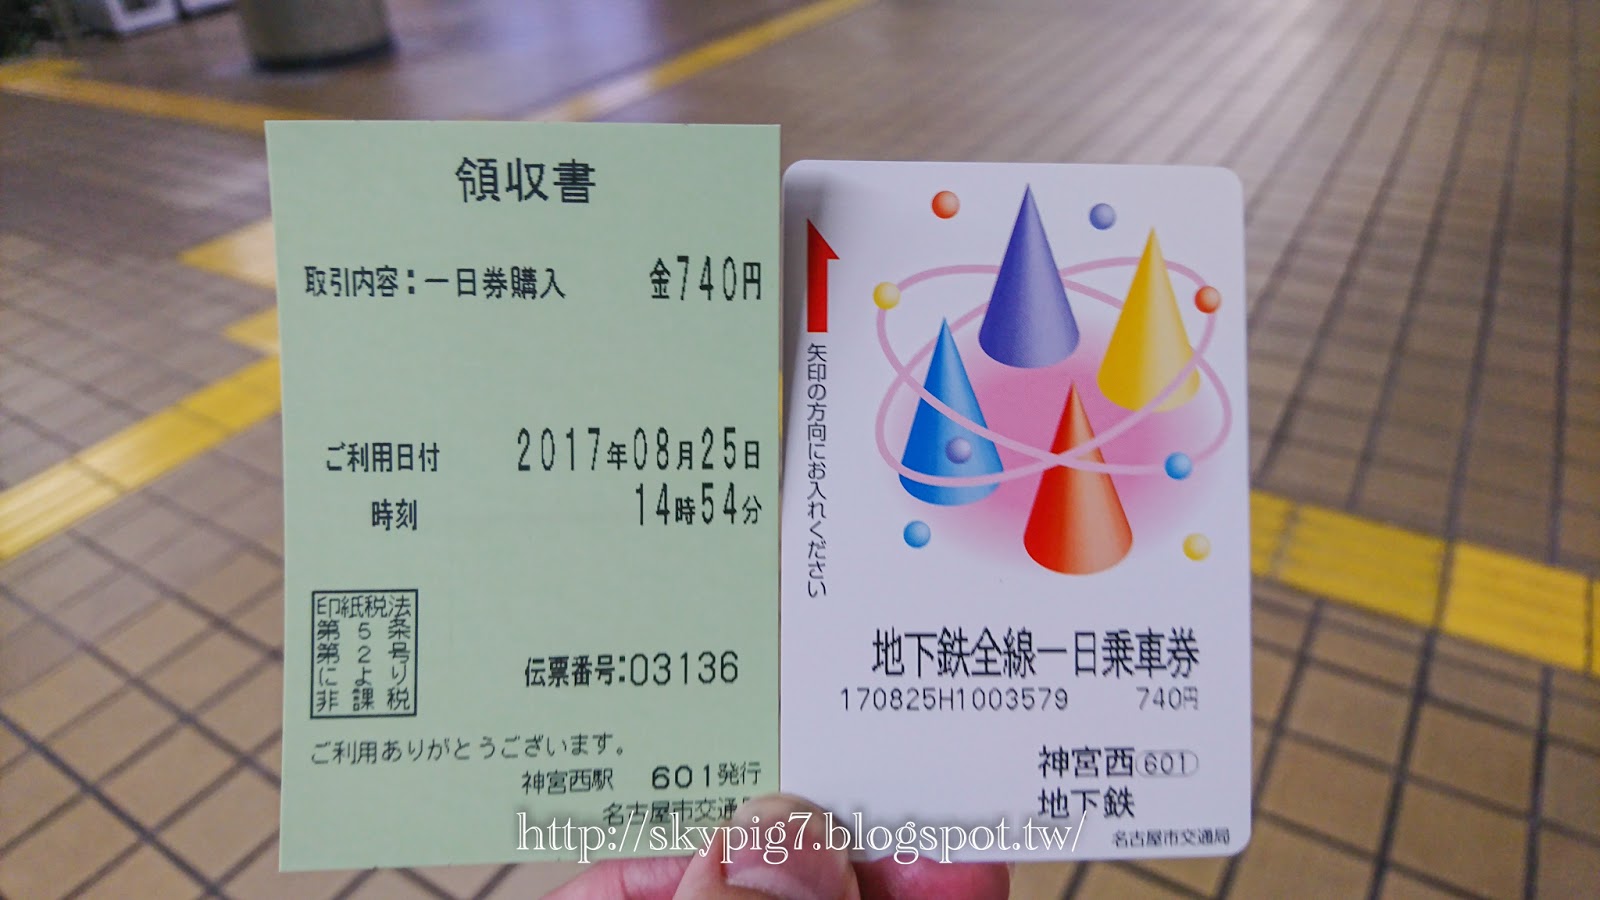 領収書
取引内容：一日券購入 金740円
ご利用日付 2017年08月25日
時刻 14時54分
印紙税法
第5条
第2号
により
非課税
伝票番号:03136
ご利用ありがとうございます。
神宮西駅 601発行
名古屋市交通
矢印の方向にお入れください
地下鉄全線一日乗車券
170825H1003579 740円
神宮西 601
地下鉄
名古屋市交通局
http://skypig7.blogspot.tw/